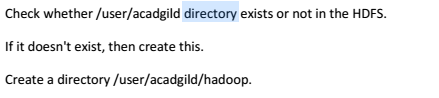 Check whether /user/acadgild directory exists or not in the HDFS.
If it doesn't exist, then create this.
Create a directory /user/acadgild/hadoop.